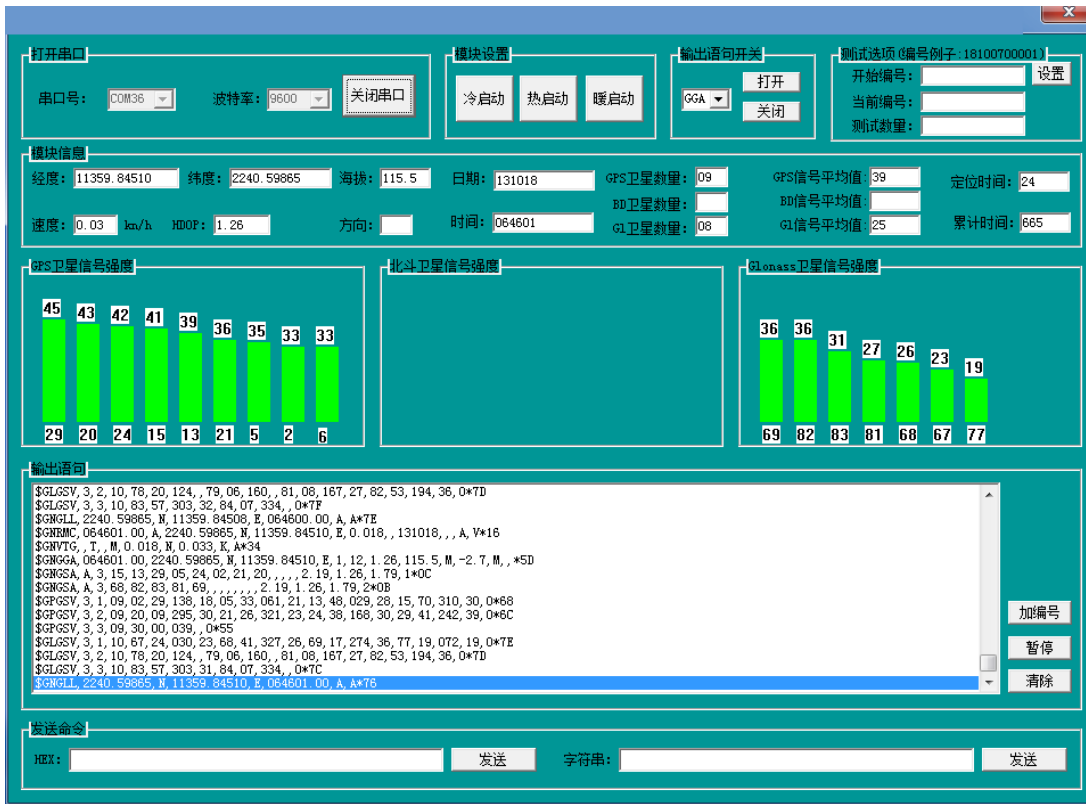 打开串口
串口号： COM36 波特率： 9600 关闭串口
模块设置
冷启动 热启动 暖启动
输出语句开关
GGA 打开
关闭
测试选项(编号例子:18100700001)
开始编号： 设置
当前编号：
测试数量：
模块信息
经度： 11359.84510 纬度： 2240.59865 海拔： 115.5 日期： 131018 GPS卫星数量： 09 GPS信号平均值: 39 定位时间： 24
BD卫星数量： BD信号平均值:
速度： 0.03 km/h HDOP： 1.26 方向： 时间： 064601 Gl卫星数量： 08 Gl信号平均值: 25 累计时间： 665
GPS卫星信号强度
45 43 42 41 39 36 35 33 33
29 20 24 15 13 21 5 2 6
北斗卫星信号强度
Glonass卫星信号强度
36 36 31 27 26 23 19
69 82 83 81 68 67 77
输出语句
$GLGSV,3,2,10,78,20,124,,79,06,160,,81,08,167,27,82,53,194,36,0*7D
$GLGSV,3,3,10,83,57,303,32,84,07,334,,0*7F
$GNGLL,2240.59865,N,11359.84508,E,064600.00,A,A*7E
$GNRMC,064601.00,A,2240.59865,N,11359.84510,E,0.018,,131018,,,A,V*16
$GNVTG,,T,,M,0.018,N,0.033,K,A*34
$GNGGA,064601.00,2240.59865,N,11359.84510,E,1,12,1.26,115.5,M,-2.7,M,,*5D
$GNGSA,A,3,15,13,29,05,24,02,21,20,,,,,2.19,1.26,1.79,1*0C
$GNGSA,A,3,68,82,83,81,69,,,,,,,,2.19,1.26,1.79,2*0B
$GPGSV,3,1,09,02,29,138,18,05,33,061,21,13,48,029,28,15,70,310,30,0*68
$GPGSV,3,2,09,20,09,295,30,21,26,321,23,24,38,168,30,29,41,242,39,0*6C
$GPGSV,3,3,09,30,00,039,,0*55
$GLGSV,3,1,10,67,24,030,23,68,41,327,26,69,17,274,36,77,19,072,19,0*7E
$GLGSV,3,2,10,78,20,124,,79,06,160,,81,08,167,27,82,53,194,36,0*7D
$GLGSV,3,3,10,83,57,303,31,84,07,334,,0*7C
$GNGLL,2240.59865,N,11359.84510,E,064601.00,A,A*76
加编号
暂停
清除
发送命令
HEX： 发送 字符串： 发送